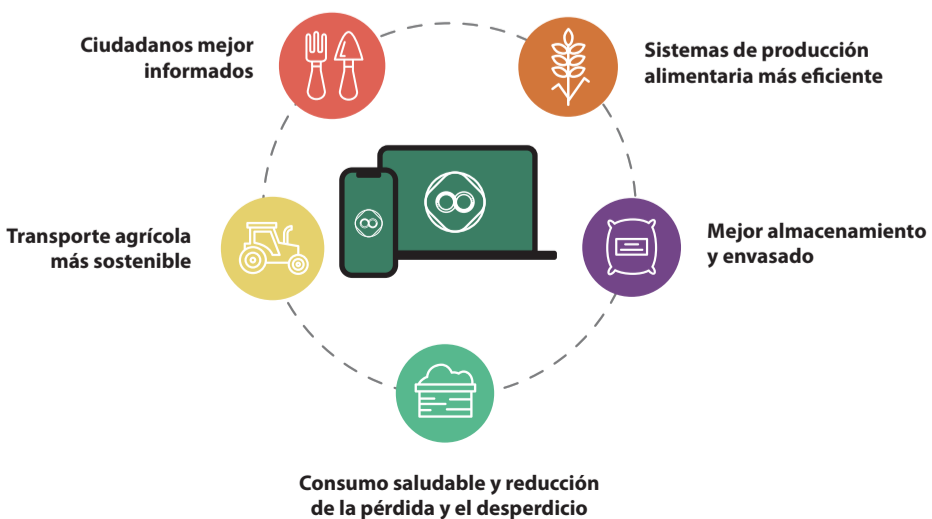 Ciudadanos mejor
informados
Sistemas de producción
alimentaria más eficiente
Transporte agrícola
más sostenible
Mejor almacenamiento
y envasado
Consumo saludable y reducción
de la pérdida y el desperdicio